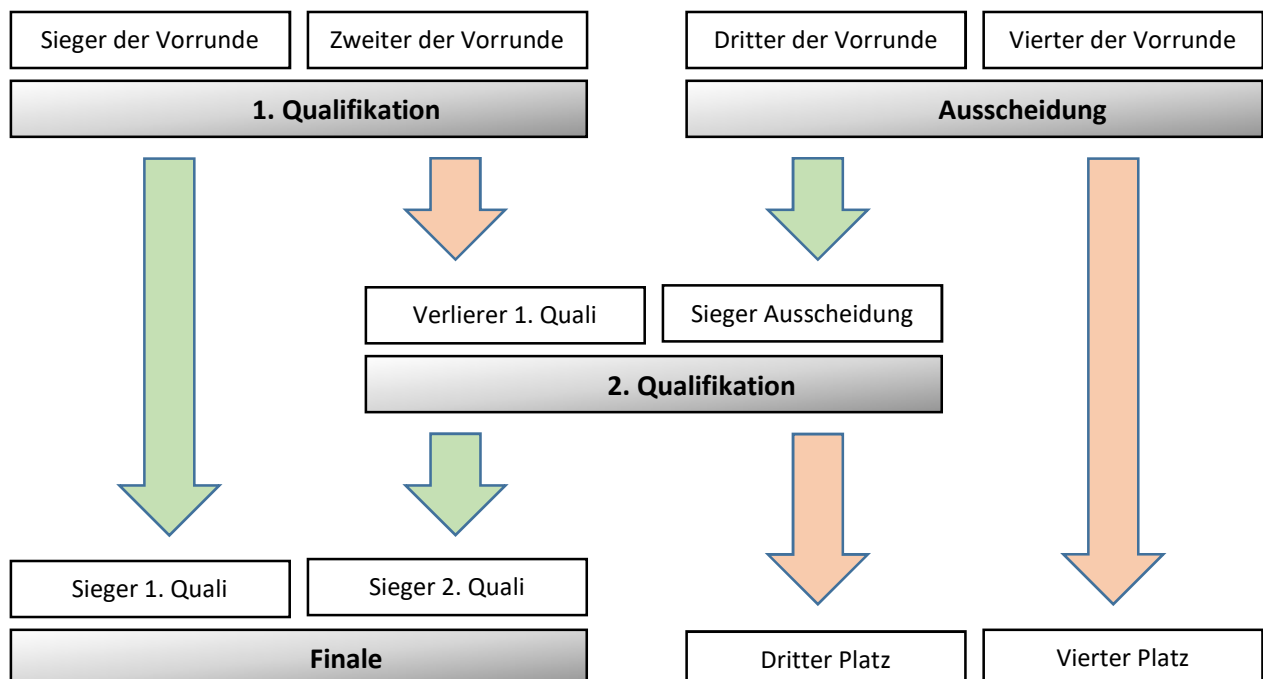 Sieger der Vorrunde
Zweiter der Vorrunde
Dritter der Vorrunde
Vierter der Vorrunde
1. Qualifikation
Ausscheidung
Verlierer 1. Quali
Sieger Ausscheidung
2. Qualifikation
Sieger 1. Quali
Sieger 2. Quali
Finale
Dritter Platz
Vierter Platz